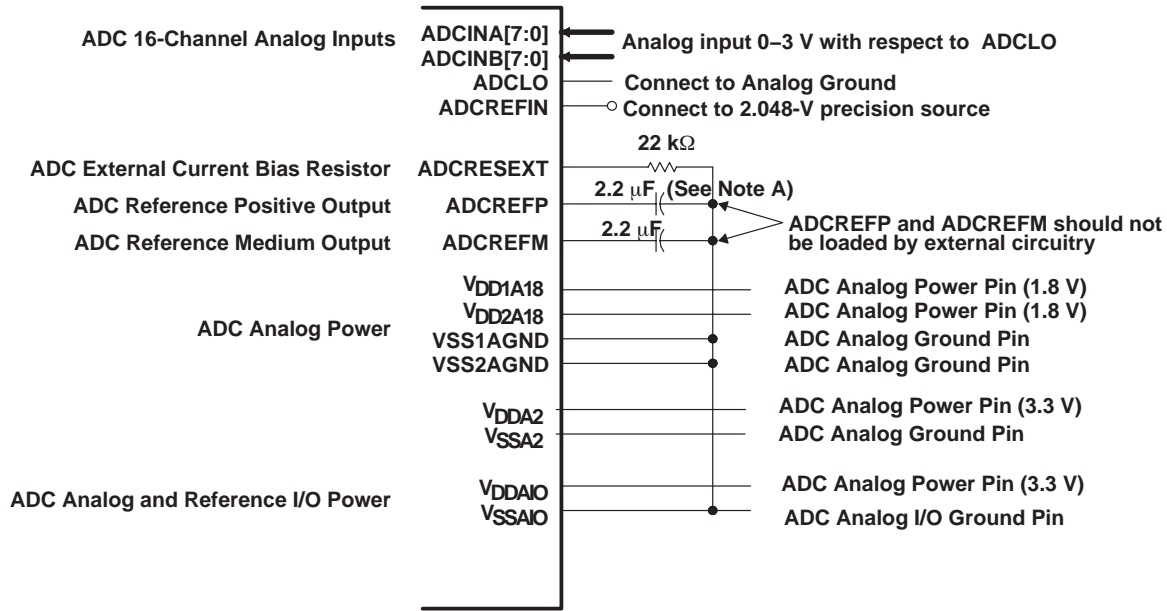 ADC 16-Channel Analog Inputs
ADCINA[7:0]
ADCINB[7:0]
Analog input 0–3 V with respect to ADCLO
ADCLO
Connect to Analog Ground
ADCREFIN
Connect to 2.048-V precision source
22 kΩ
ADC External Current Bias Resistor
ADCRESEXT
2.2 μF (See Note A)
ADC Reference Positive Output
ADCREFP
ADC Reference Medium Output
ADCREFM
2.2 μF
ADCREFP and ADCREFM should not
be loaded by external circuitry
VDD1A18
ADC Analog Power Pin (1.8 V)
VDD2A18
ADC Analog Power Pin (1.8 V)
ADC Analog Power
VSS1AGND
ADC Analog Ground Pin
VSS2AGND
ADC Analog Ground Pin
VDDA2
ADC Analog Power Pin (3.3 V)
VSSA2
ADC Analog Ground Pin
ADC Analog and Reference I/O Power
VDDAIO
ADC Analog Power Pin (3.3 V)
VSSAIO
ADC Analog I/O Ground Pin